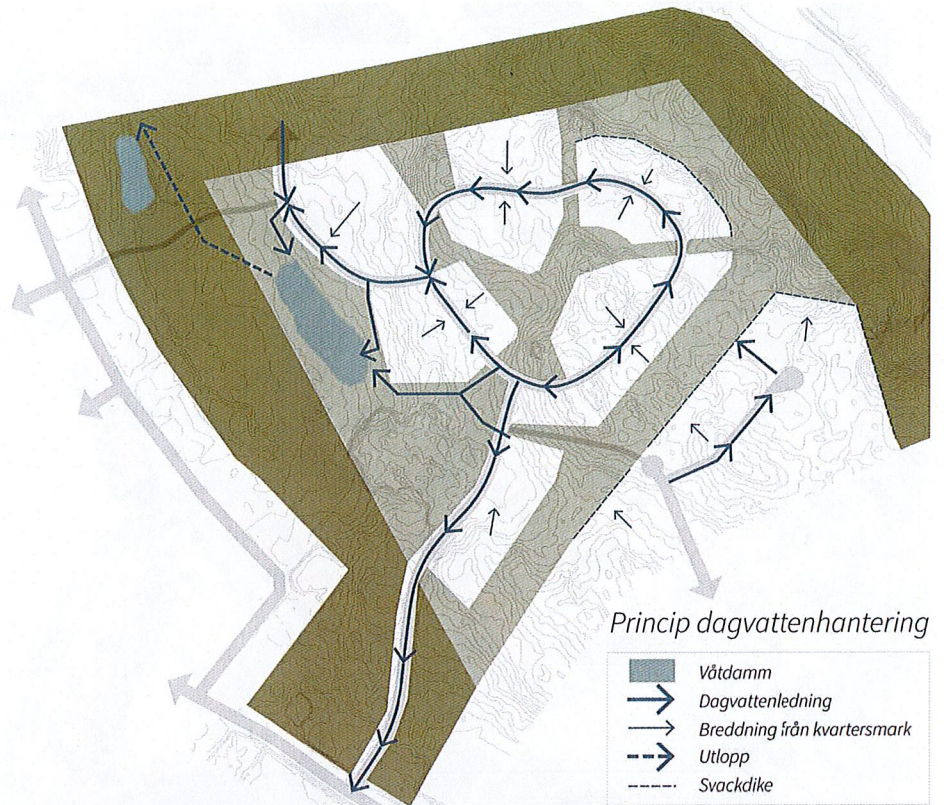 Princip dagvattenhantering
Våtdamm
Dagvattenledning
Breddning från kvartersmark
Utlopp
Svackdike